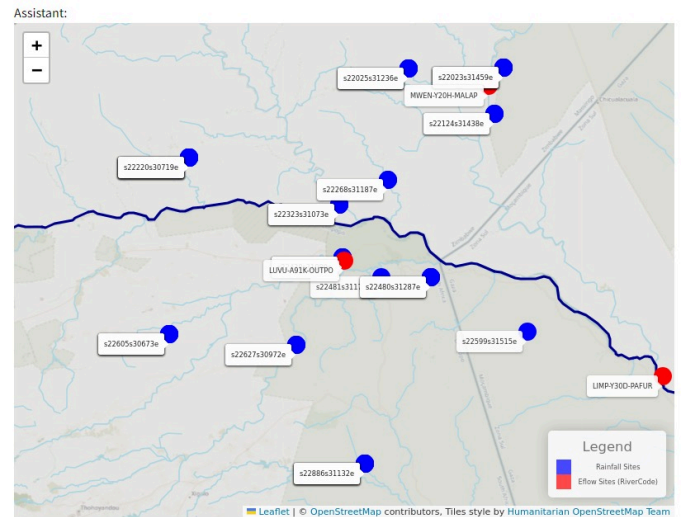 Assistant:
+
−
s22025s31236e
s22023s31459e
MWEN-Y20H-MALAP
s22124s31438e
s22220s30719e
s22268s31187e
s22323s31073e
LUVU-A91K-OUTPO
s22480s31287e
s22605s30673e
s22627s30972e
s22599s31515e
LIMP-Y30D-PAFUR
s22886s31132e
Legend
Rainfall Sites
Eflow Sites (RiverCode)
Leaflet | © OpenStreetMap contributors, Tiles style by Humanitarian OpenStreetMap Team